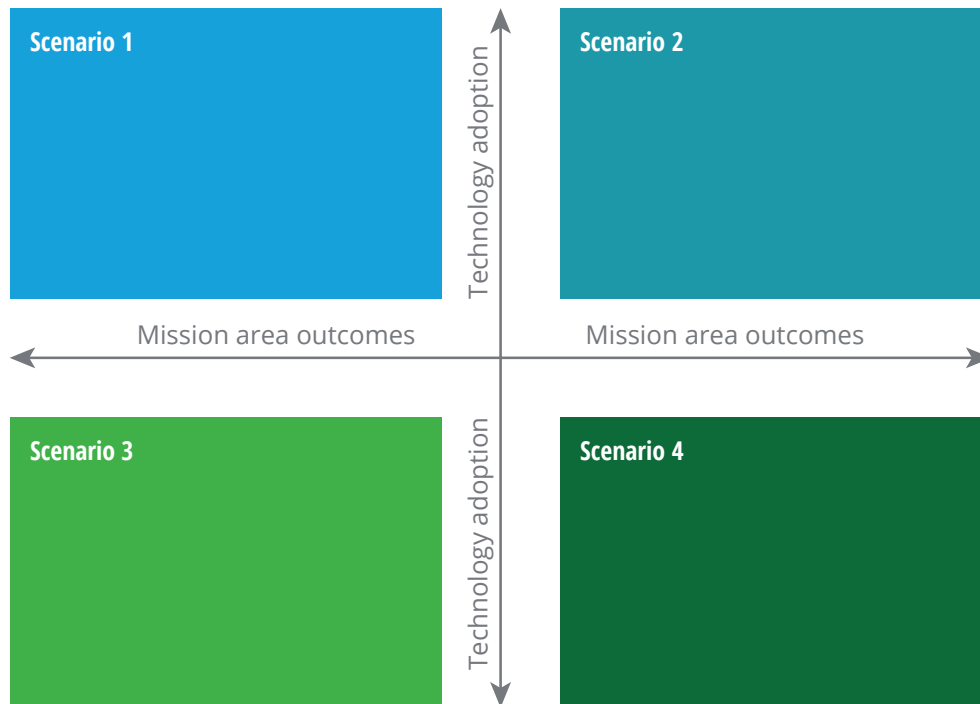 Scenario 1
Technology adoption
Scenario 2
Mission area outcomes
Mission area outcomes
Scenario 3
Technology adoption
Scenario 4